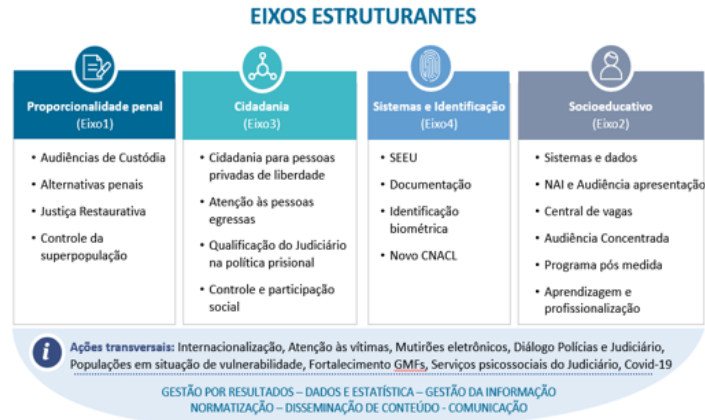 EIXOS ESTRUTURANTES
Proporcionalidade penal
(Eixo1)
• Audiências de Custódia
• Alternativas penais
• Justiça Restaurativa
• Controle da
superpopulação
Cidadania
(Eixo3)
• Cidadania para pessoas
privadas de liberdade
• Atenção às pessoas
egressas
• Qualificação do Judiciário
na política prisional
• Controle e participação
social
Sistemas e Identificação
(Eixo4)
• SEEU
• Documentação
• Identificação
biométrica
• Novo CNACL
Socioeducativo
(Eixo2)
• Sistemas e dados
• NAI e Audiência apresentação
• Central de vagas
• Audiência Concentrada
• Programa pós medida
• Aprendizagem e
profissionalização
i
Ações transversais: Internacionalização, Atenção às vítimas, Mutirões eletrônicos, Diálogo Polícias e Judiciário,
Populações em situação de vulnerabilidade, Fortalecimento GMFs, Serviços psicossociais do Judiciário, Covid-19
GESTÃO POR RESULTADOS – DADOS E ESTATÍSTICA – GESTÃO DA INFORMAÇÃO
NORMATIZAÇÃO – DISSEMINAÇÃO DE CONTEÚDO - COMUNICAÇÃO